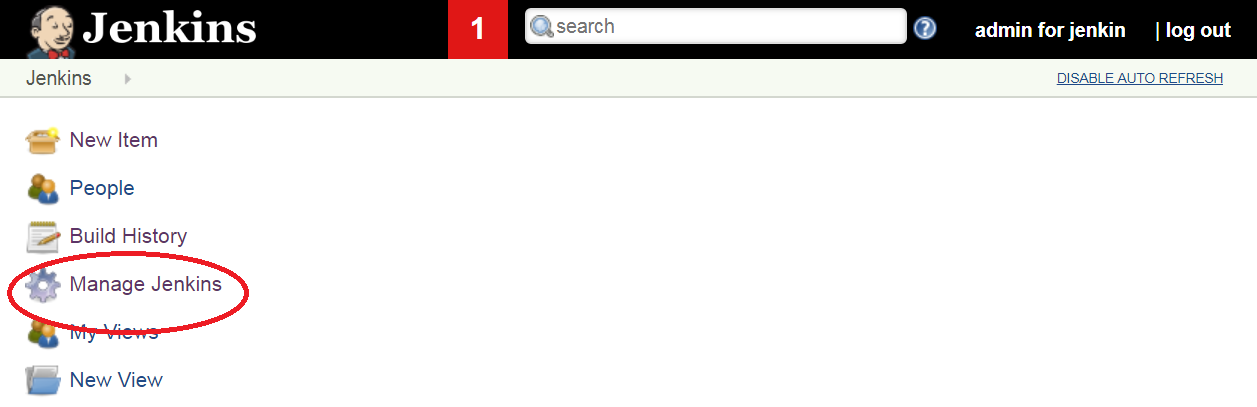 Jenkins
1
search
?
admin for jenkin
| log out
Jenkins
DISABLE AUTO REFRESH
New Item
People
Build History
Manage Jenkins
My Views
New View